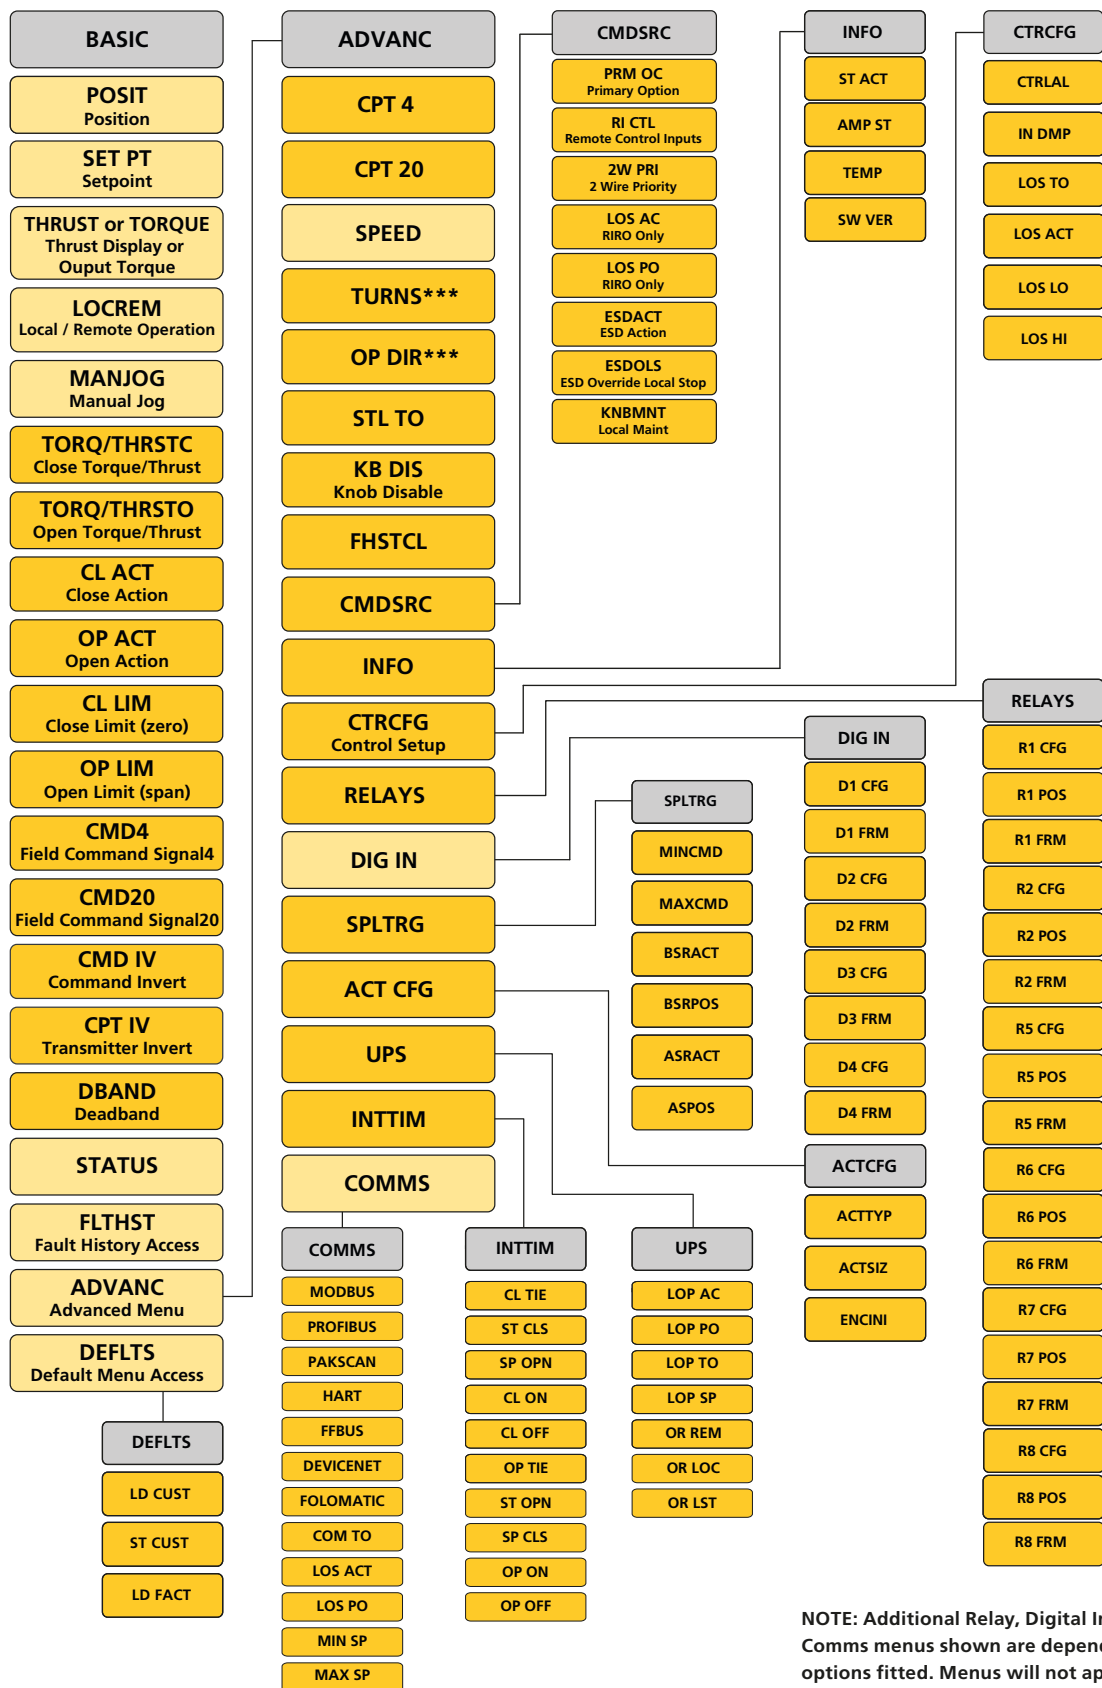 BASIC
POSIT
Position
SET PT
Setpoint
THRUST or TORQUE
Thrust Display or
Ouput Torque
LOCREM
Local / Remote Operation
MANJOG
Manual Jog
TORQ/THRSTC
Close Torque/Thrust
TORQ/THRSTO
Open Torque/Thrust
CL ACT
Close Action
OP ACT
Open Action
CL LIM
Close Limit (zero)
OP LIM
Open Limit (span)
CMD4
Field Command Signal4
CMD20
Field Command Signal20
CMD IV
Command Invert
CPT IV
Transmitter Invert
DBAND
Deadband
STATUS
FLTHST
Fault History Access
ADVANC
Advanced Menu
DEFLTS
Default Menu Access
DEFLTS
LD CUST
ST CUST
LD FACT
ADVANC
CPT 4
CPT 20
SPEED
TURNS***
OP DIR***
STL TO
KB DIS
Knob Disable
FHSTCL
CMDSRC
INFO
CTRCFG
Control Setup
RELAYS
DIG IN
SPLTRG
ACT CFG
UPS
INTTIM
COMMS
COMMS
MODBUS
PROFIBUS
PAKSCAN
HART
FFBUS
DEVICENET
FOLOMATIC
COM TO
LOS ACT
LOS PO
MIN SP
MAX SP
INTTIM
CL TIE
ST CLS
SP OPN
CL ON
CL OFF
OP TIE
ST OPN
SP CLS
OP ON
OP OFF
CMDSRC
PRM OC
Primary Option
RI CTL
Remote Control Inputs
2W PRI
2 Wire Priority
LOS AC
RIRO Only
LOS PO
RIRO Only
ESDACT
ESD Action
ESDOLS
ESD Override Local Stop
KNBMNT
Local Maint
SPLTRG
MINCMD
MAXCMD
BSRACT
BSRPOS
ASRACT
ASPOS
UPS
LOP AC
LOP PO
LOP TO
LOP SP
OR REM
OR LOC
OR LST
INFO
ST ACT
AMP ST
TEMP
SW VER
DIG IN
D1 CFG
D1 FRM
D2 CFG
D2 FRM
D3 CFG
D3 FRM
D4 CFG
D4 FRM
ACTCFG
ACTTYP
ACTSIZ
ENCINI
CTRCFG
CTRLAL
IN DMP
LOS TO
LOS ACT
LOS LO
LOS HI
RELAYS
R1 CFG
R1 POS
R1 FRM
R2 CFG
R2 POS
R2 FRM
R5 CFG
R5 POS
R5 FRM
R6 CFG
R6 POS
R6 FRM
R7 CFG
R7 POS
R7 FRM
R8 CFG
R8 POS
R8 FRM
NOTE: Additional Relay, Digital
Comms menus shown are
options fitted. Menus will not